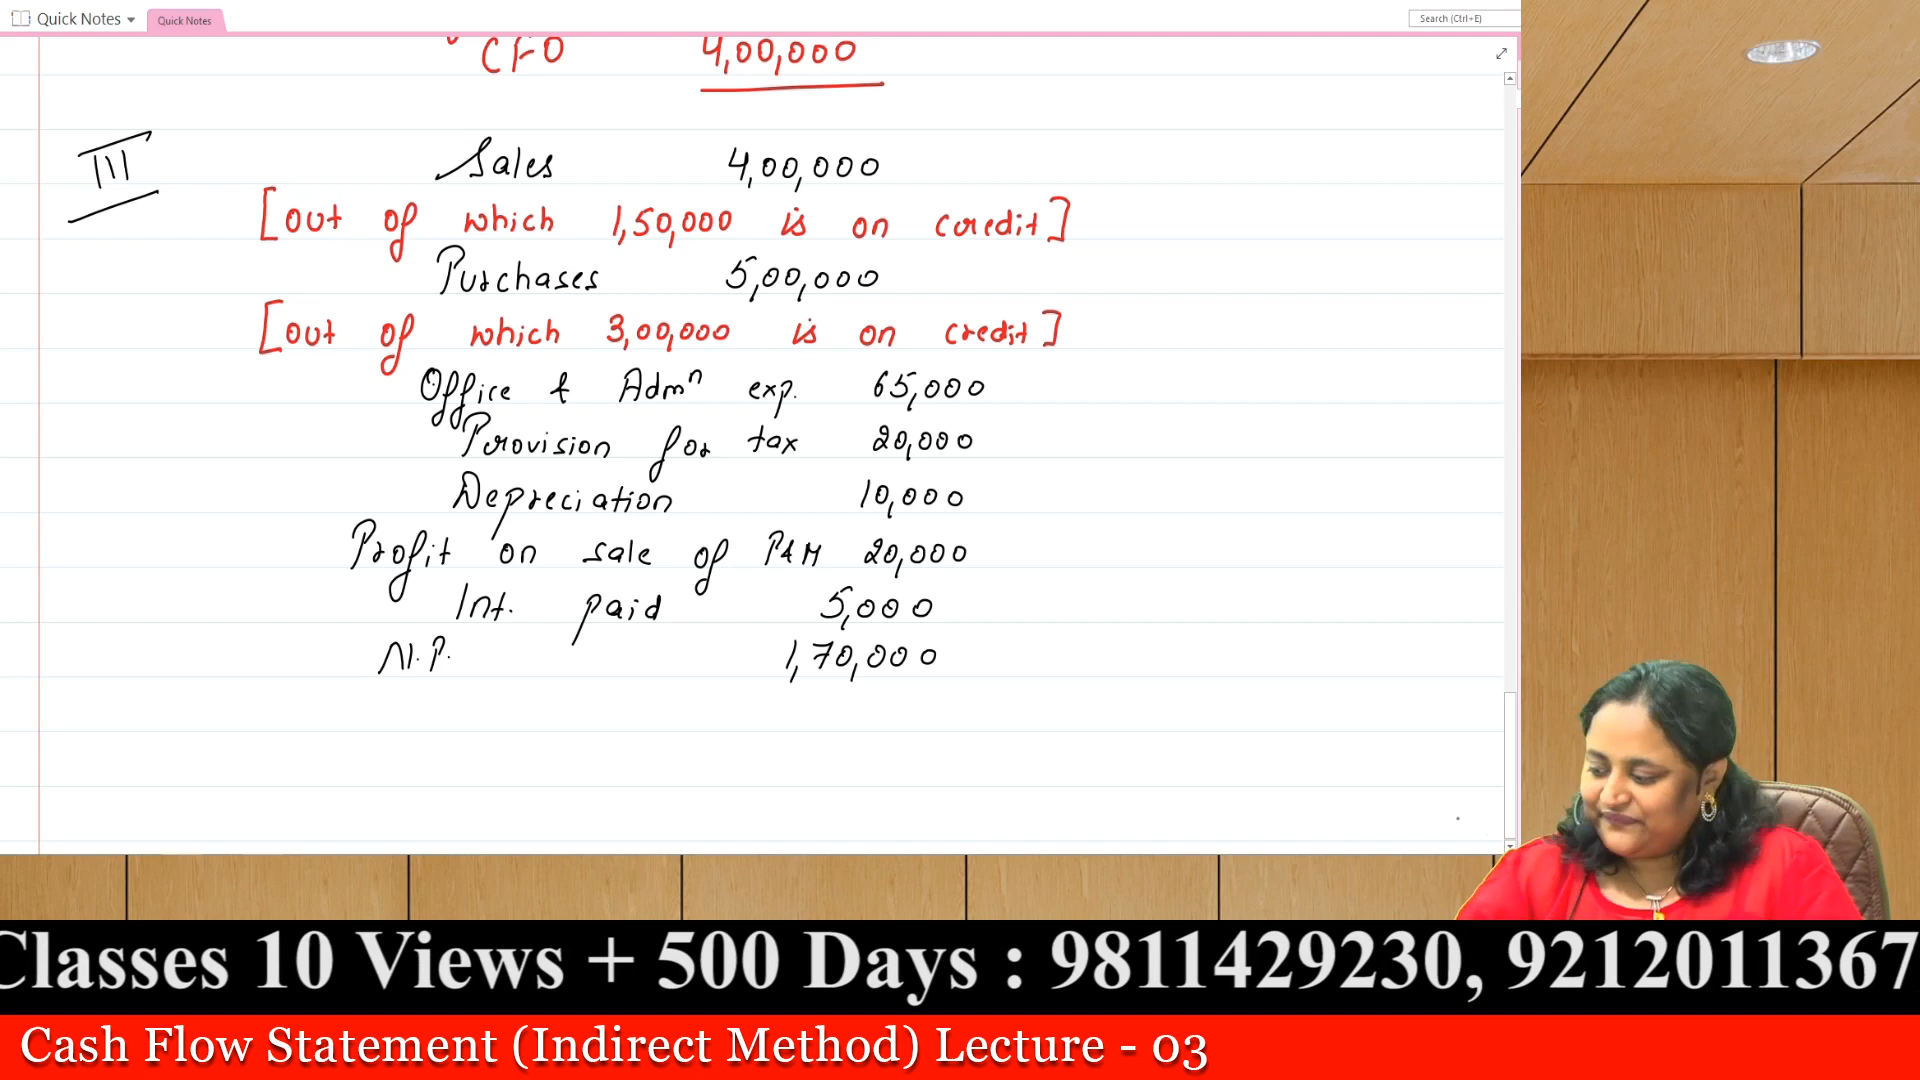 Quick Notes
Quick Notes
Search (Ctrl+E)
CFO 4,00,000
III
Sales 4,00,000
[out of which 1,50,000 is on credit]
Purchases 5,00,000
[out of which 3,00,000 is on credit]
Office & Admⁿ exp. 65,000
Provision for tax 20,000
Depreciation 10,000
Profit on sale of P&M 20,000
Int. paid 5,000
N.P. 1,70,000
Classes 10 Views + 500 Days : 9811429230, 9212011367
Cash Flow Statement (Indirect Method) Lecture - 03